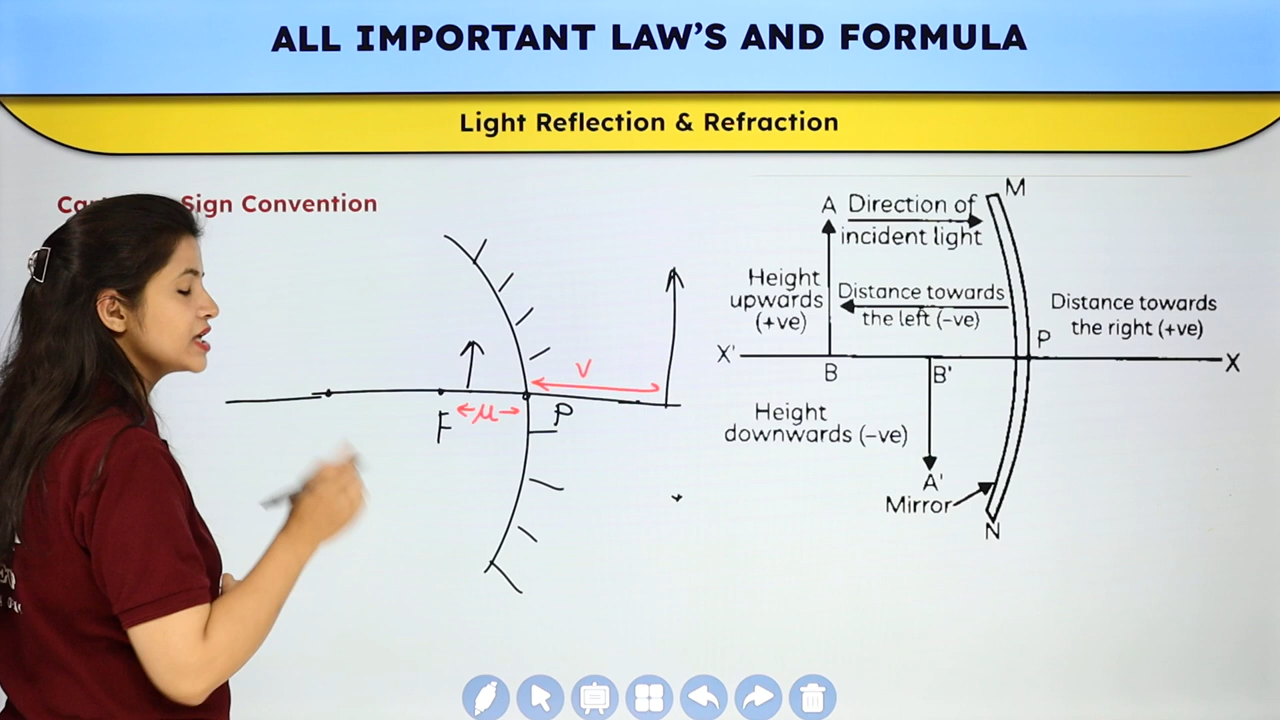 ALL IMPORTANT LAW'S AND FORMULA
Light Reflection & Refraction
Sign Convention
F
μ
P
V
M
A
Direction of
incident light
Height
upwards
(+ve)
Distance towards
the left (–ve)
Distance towards
the right (+ve)
X'
B
B'
P
X
Height
downwards (–ve)
A'
Mirror
N